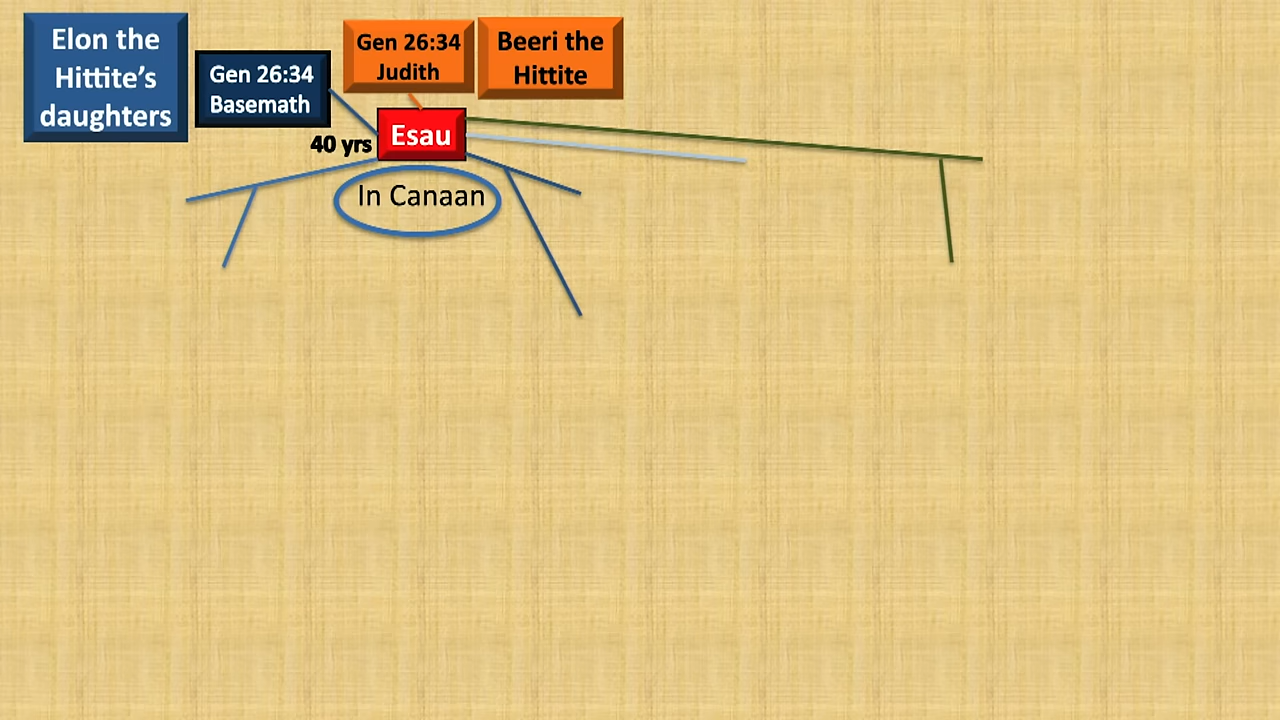 Elon the
Hittite's
daughters
Gen 26:34
Basemath
Gen 26:34
Judith
Beeri the
Hittite
Esau
40 yrs
In Canaan